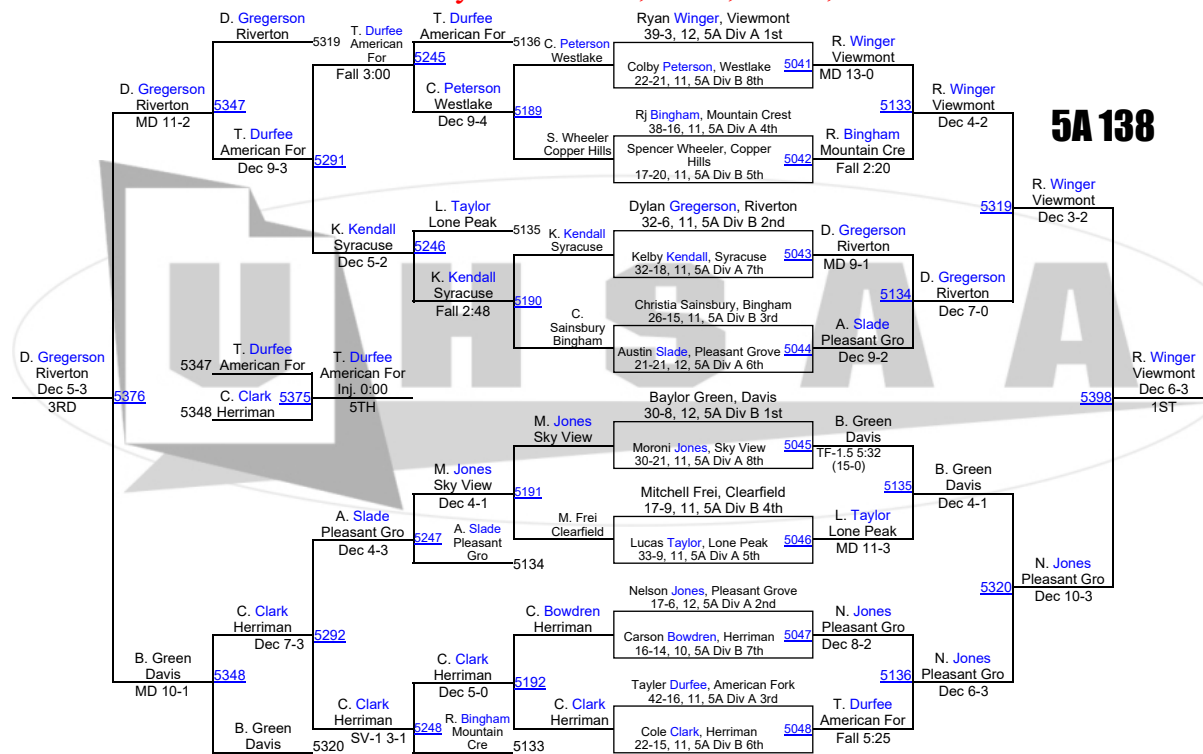 D. Gregerson
Riverton
5319
T. Durfee
American
For
Fall 3:00
T. Durfee
American For
5136
5245
C. Peterson
Westlake
Dec 9-4
C. Peterson
Westlake
5189
S. Wheeler
Copper Hills
D. Gregerson
Riverton
MD 11-2
5347
T. Durfee
American For
Dec 9-3
5291
K. Kendall
Syracuse
Dec 5-2
L. Taylor
Lone Peak
5135
5246
K. Kendall
Syracuse
Fall 2:48
K. Kendall
Syracuse
5190
C.
Sainsbury
Bingham
Ryan Winger, Viewmont
39-3, 12, 5A Div A 1st
Colby Peterson, Westlake
22-21, 11, 5A Div B 8th
5041
Rj Bingham, Mountain Crest
38-16, 11, 5A Div A 4th
Spencer Wheeler, Copper
Hills
17-20, 11, 5A Div B 5th
5042
Dylan Gregerson, Riverton
32-6, 11, 5A Div B 2nd
Kelby Kendall, Syracuse
32-18, 11, 5A Div A 7th
5043
Christia Sainsbury, Bingham
26-15, 11, 5A Div B 3rd
Austin Slade, Pleasant Grove
21-21, 12, 5A Div A 6th
5044
R. Winger
Viewmont
MD 13-0
5133
R. Bingham
Mountain Cre
Fall 2:20
R. Winger
Viewmont
Dec 4-2
5A 138
5319
R. Winger
Viewmont
Dec 3-2
D. Gregerson
Riverton
MD 9-1
5134
A. Slade
Pleasant Gro
Dec 9-2
D. Gregerson
Riverton
Dec 7-0
UHSAA
D. Gregerson
Riverton
Dec 5-3
3RD
5376
5347
T. Durfee
American For
5348
C. Clark
Herriman
5375
T. Durfee
American For
Inj. 0:00
5TH
5398
R. Winger
Viewmont
Dec 6-3
1ST
M. Jones
Sky View
M. Jones
Sky View
Dec 4-1
5191
M. Frei
Clearfield
A. Slade
Pleasant Gro
Dec 4-3
5247
A. Slade
Pleasant
Gro
5134
C. Clark
Herriman
Dec 7-3
5292
C. Bowdren
Herriman
C. Clark
Herriman
Dec 5-0
5192
C. Clark
Herriman
C. Clark
Herriman
SV-1 3-1
5248
R. Bingham
Mountain
Cre
5133
B. Green
Davis
MD 10-1
5348
B. Green
Davis
5320
Baylor Green, Davis
30-8, 12, 5A Div B 1st
Moroni Jones, Sky View
30-21, 11, 5A Div A 8th
5045
Mitchell Frei, Clearfield
17-9, 11, 5A Div B 4th
Lucas Taylor, Lone Peak
33-9, 11, 5A Div A 5th
5046
Nelson Jones, Pleasant Grove
17-6, 12, 5A Div A 2nd
Carson Bowdren, Herriman
16-14, 10, 5A Div B 7th
5047
Tayler Durfee, American Fork
42-16, 11, 5A Div A 3rd
Cole Clark, Herriman
22-15, 11, 5A Div B 6th
5048
B. Green
Davis
TF-1.5 5:32
(15-0)
5135
L. Taylor
Lone Peak
MD 11-3
B. Green
Davis
Dec 4-1
5320
N. Jones
Pleasant Gro
Dec 10-3
N. Jones
Pleasant Gro
Dec 8-2
5136
T. Durfee
American For
Fall 5:25
N. Jones
Pleasant Gro
Dec 6-3